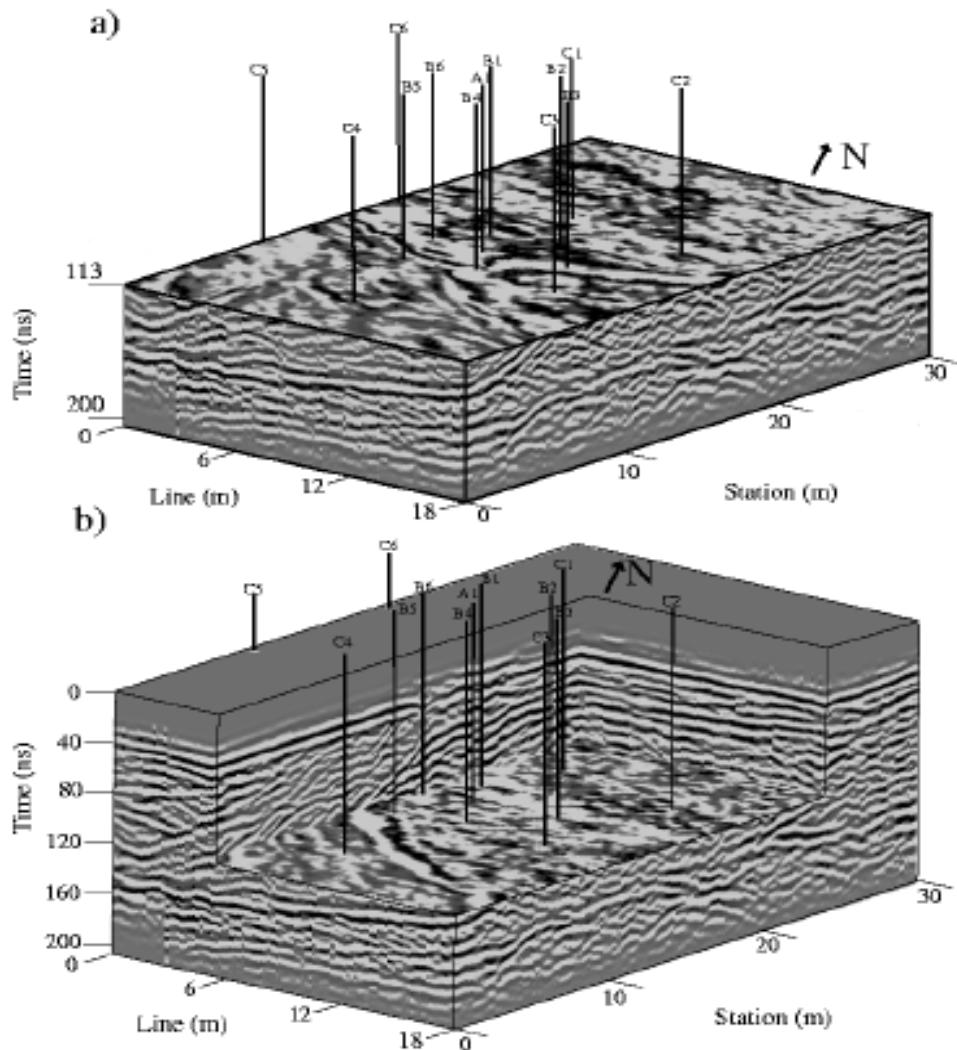 a)
C6
C1
B1
B6
B2
C5
A1
C2
B5
B4
C3
C4
N
113
Time (ns)
200
0
6
12
18
Line (m)
0
10
20
30
Station (m)
b)
C6
C1
N
B1
B6
B2
C5
A1
C2
B5
B4
B3
C3
C4
0
40
80
120
160
200
Time (ns)
0
6
12
18
Line (m)
0
10
20
30
Station (m)